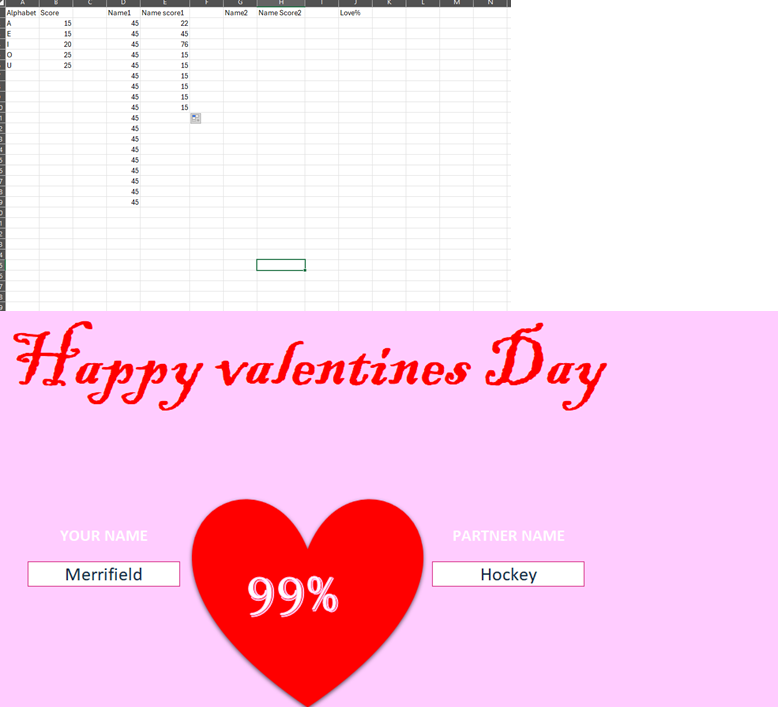 A B C D E F G H I J K L M N
Alphabet Score Name1 Name score1 Name2 Name Score2 Love%
A 15 45 22
E 15 45 45
I 20 45 76
O 25 45 15
U 25 45 15
45 15
45 15
45 15
45 15
45
45
45
45
45
45
45
45
45
Happy valentines Day
YOUR NAME PARTNER NAME
Merrifield Hockey
99%